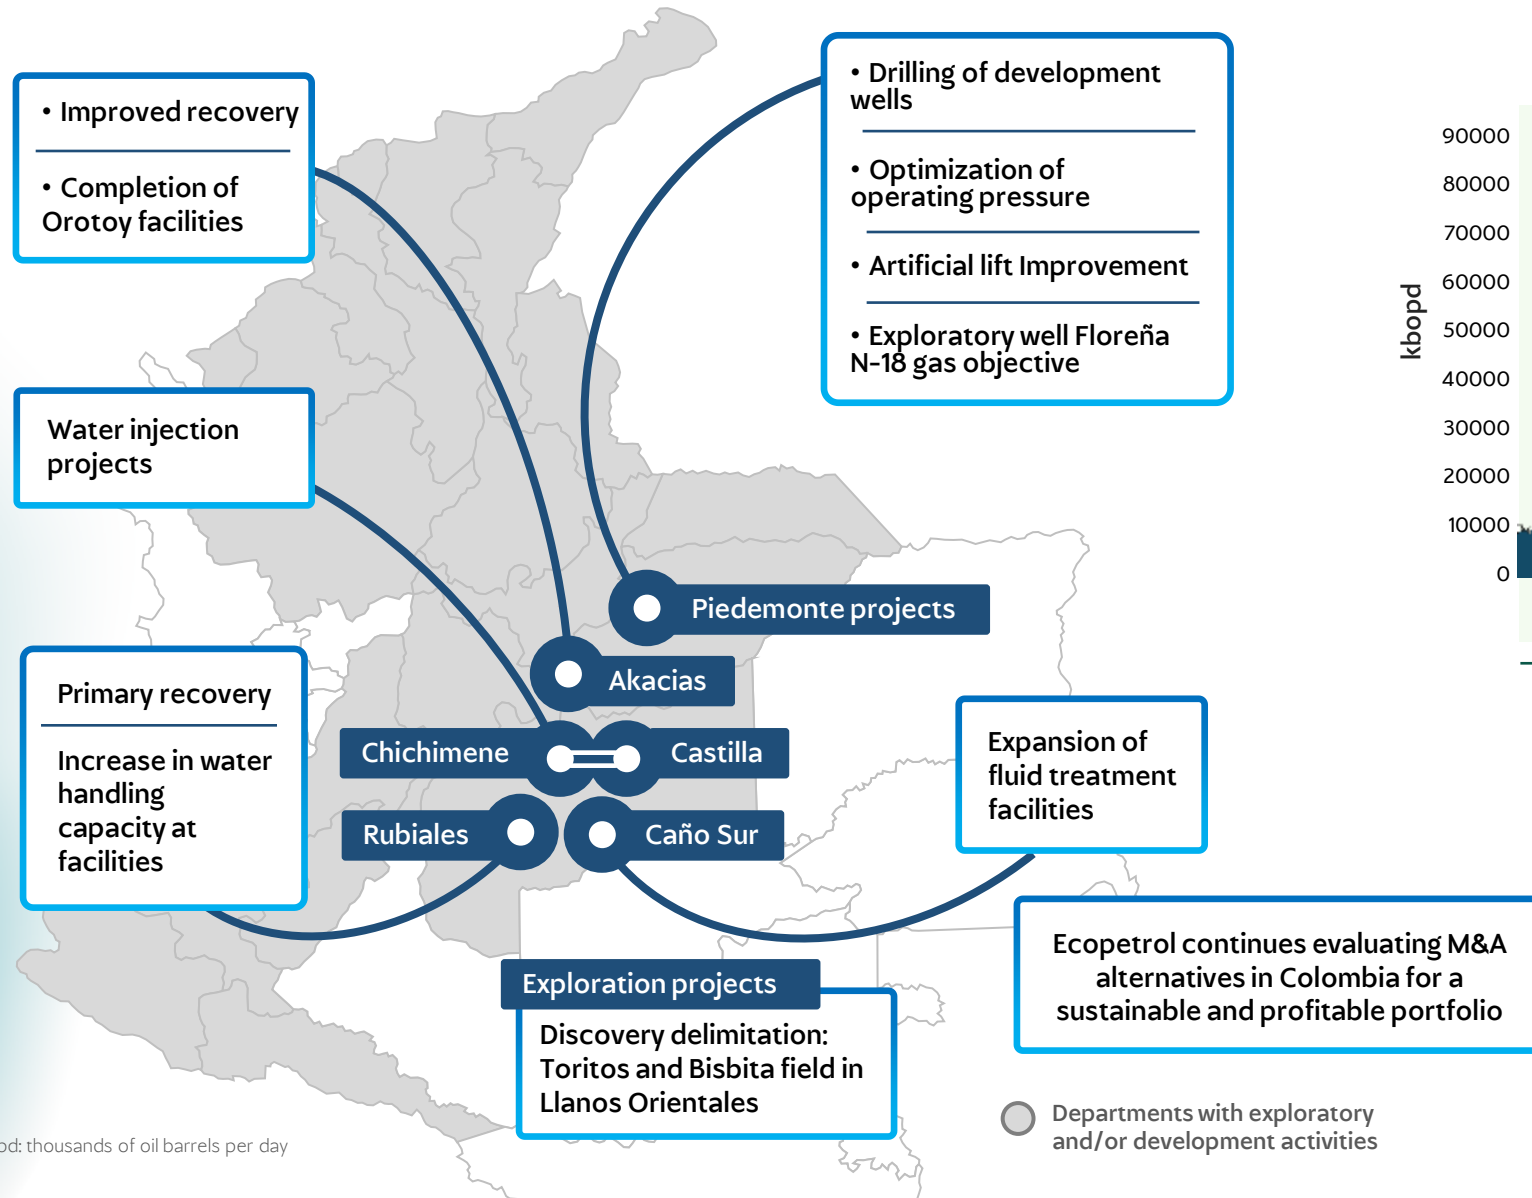 • Improved recovery
• Completion of
Orotoy facilities
Water injection
projects
Primary recovery
Increase in water
handling
capacity at
facilities
• Drilling of development
wells
• Optimization of
operating pressure
• Artificial lift Improvement
• Exploratory well Floreña
N-18 gas objective
Piedemonte projects
Akacias
Chichimene
Castilla
Rubiales
Caño Sur
Expansion of
fluid treatment
facilities
Exploration projects
Discovery delimitation:
Toritos and Bisbita field in
Llanos Orientales
Ecopetrol continues evaluating M&A
alternatives in Colombia for a
sustainable and profitable portfolio
Departments with exploratory
and/or development activities
od: thousands of oil barrels per day
kbopd
90000
80000
70000
60000
50000
40000
30000
20000
10000
0